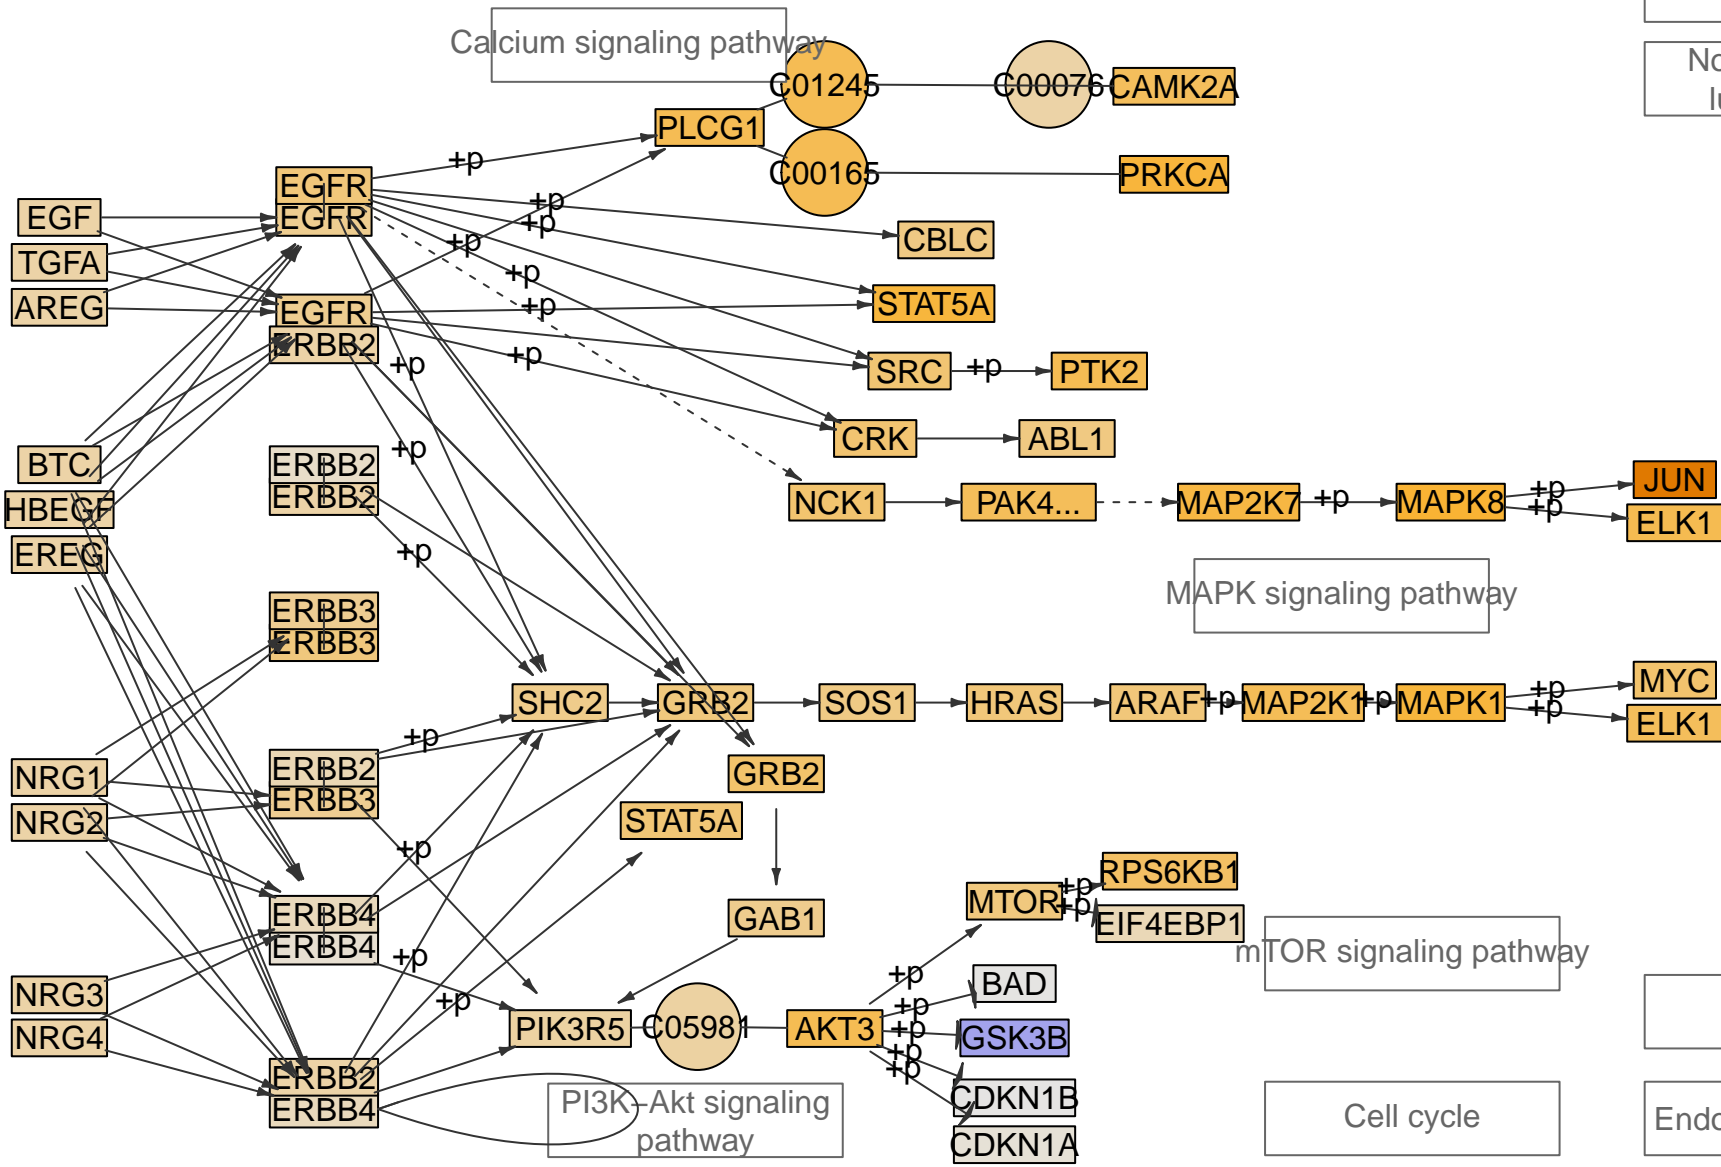 Calcium signaling pathway
C01245
C00076
CAMK2A
PLCG1
+p
C00165
PRKCA
EGFR
EGFR
EGF
+p
+p
CBLC
TGFA
+p
+p
AREG
EGFR
+p
STAT5A
ERBB2
+p
+p
SRC
+p
PTK2
CRK
ABL1
BTC
ERBB2
+p
ERBB2
HBEGF
NCK1
PAK4...
MAP2K7
+p
MAPK8
+p
+p
JUN
ELK1
EREG
+p
MAPK signaling pathway
ERBB3
ERBB3
SHC2
GRB2
SOS1
HRAS
ARAF
+p
MAP2K1
+p
MAPK1
+p
+p
MYC
ELK1
+p
NRG1
ERBB2
ERBB3
GRB2
NRG2
STAT5A
+p
ERBB4
ERBB4
GAB1
MTOR
+p
+p
RPS6KB1
EIF4EBP1
mTOR signaling pathway
+p
+p
NRG3
+p
BAD
+p
NRG4
PIK3R5
C05981
AKT3
+p
GSK3B
+p
+p
ERBB2
ERBB4
PI3K–Akt signaling
pathway
CDKN1B
CDKN1A
Cell cycle